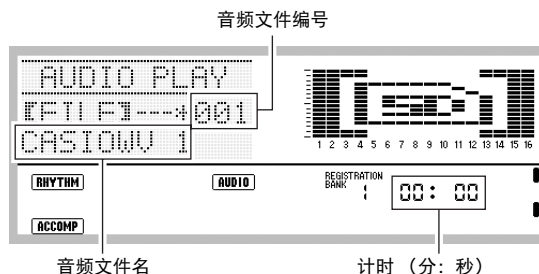 音频文件编号
AUDIO PLAY
【FILE】---*001
CASIOWV 1
SD
1 2 3 4 5 6 7 8 9 10 11 12 13 14 15 16
RHYTHM
AUDIO
REGISTRATION
BANK 1
00: 00
ACCOMP
音频文件名
计时（分：秒）